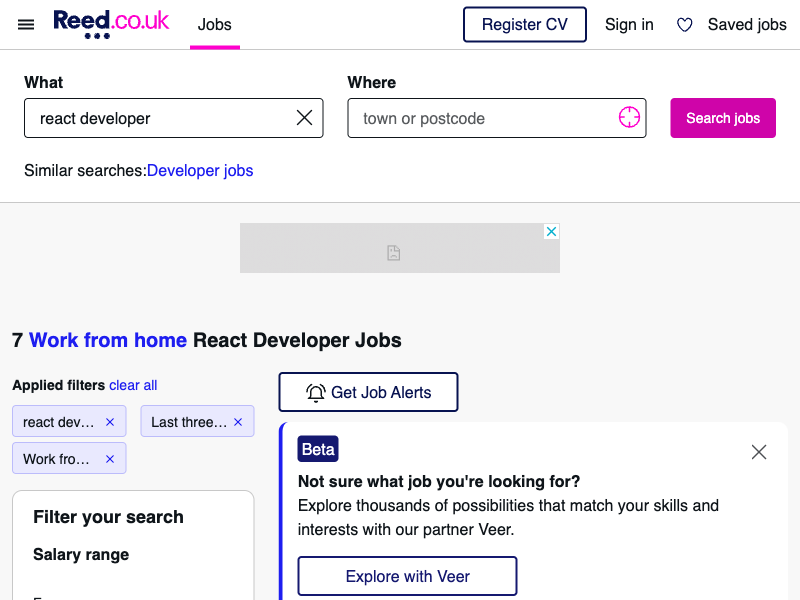 Reed.co.uk
Jobs
Register CV
Sign in
Saved jobs
What
Where
react developer
town or postcode
Search jobs
Similar searches:Developer jobs
7 Work from home React Developer Jobs
Applied filters clear all
react dev...
Last three...
Work fro...
Filter your search
Salary range
Get Job Alerts
Beta
Not sure what job you're looking for?
Explore thousands of possibilities that match your skills and
interests with our partner Veer.
Explore with Veer